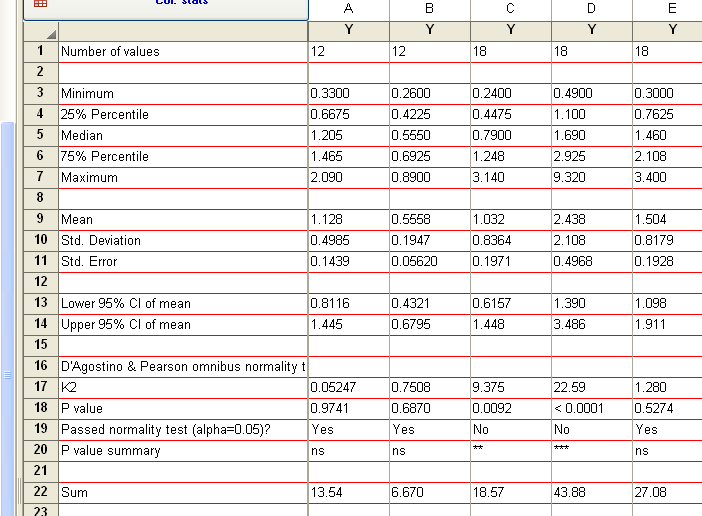 Col. stats
A B C D E
Y Y Y Y Y
1 Number of values 12 12 18 18 18
2
3 Minimum 0.3300 0.2600 0.2400 0.4900 0.3000
4 25% Percentile 0.6675 0.4225 0.4475 1.100 0.7625
5 Median 1.205 0.5550 0.7900 1.690 1.460
6 75% Percentile 1.465 0.6925 1.248 2.925 2.108
7 Maximum 2.090 0.8900 3.140 9.320 3.400
8
9 Mean 1.128 0.5558 1.032 2.438 1.504
10 Std. Deviation 0.4985 0.1947 0.8364 2.108 0.8179
11 Std. Error 0.1439 0.05620 0.1971 0.4968 0.1928
12
13 Lower 95% CI of mean 0.8116 0.4321 0.6157 1.390 1.098
14 Upper 95% CI of mean 1.445 0.6795 1.448 3.486 1.911
15
16 D'Agostino & Pearson omnibus normality t
17 K2 0.05247 0.7508 9.375 22.59 1.280
18 P value 0.9741 0.6870 0.0092 < 0.0001 0.5274
19 Passed normality test (alpha=0.05)? Yes Yes No No Yes
20 P value summary ns ns ** *** ns
21
22 Sum 13.54 6.670 18.57 43.88 27.08
23